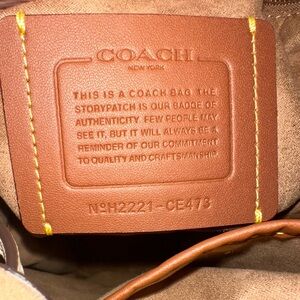 COACH
NEW YORK
THIS IS A COACH BAG. THE
STORYPATCH IS OUR BADGE OF
AUTHENTICITY. FEW PEOPLE MAY
SEE IT, BUT IT WILL ALWAYS BE A
REMINDER OF OUR COMMITMENT
TO QUALITY AND CRAFTSMANSHIP.
NºH2221-CE473